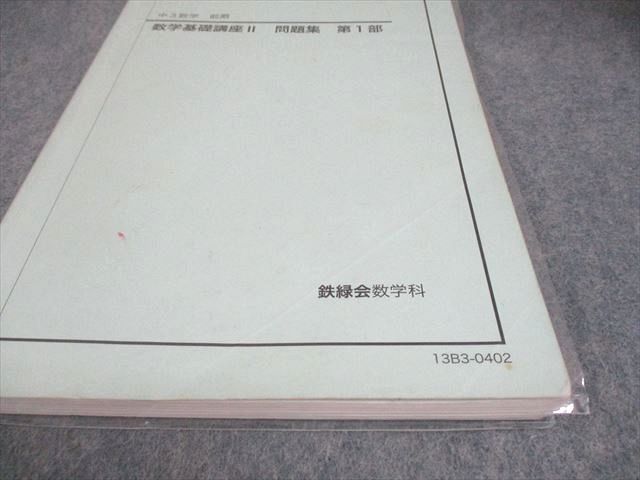 中3数学 前期
数学基礎講座II 問題集 第1部
鉄緑会数学科
13B3-0402